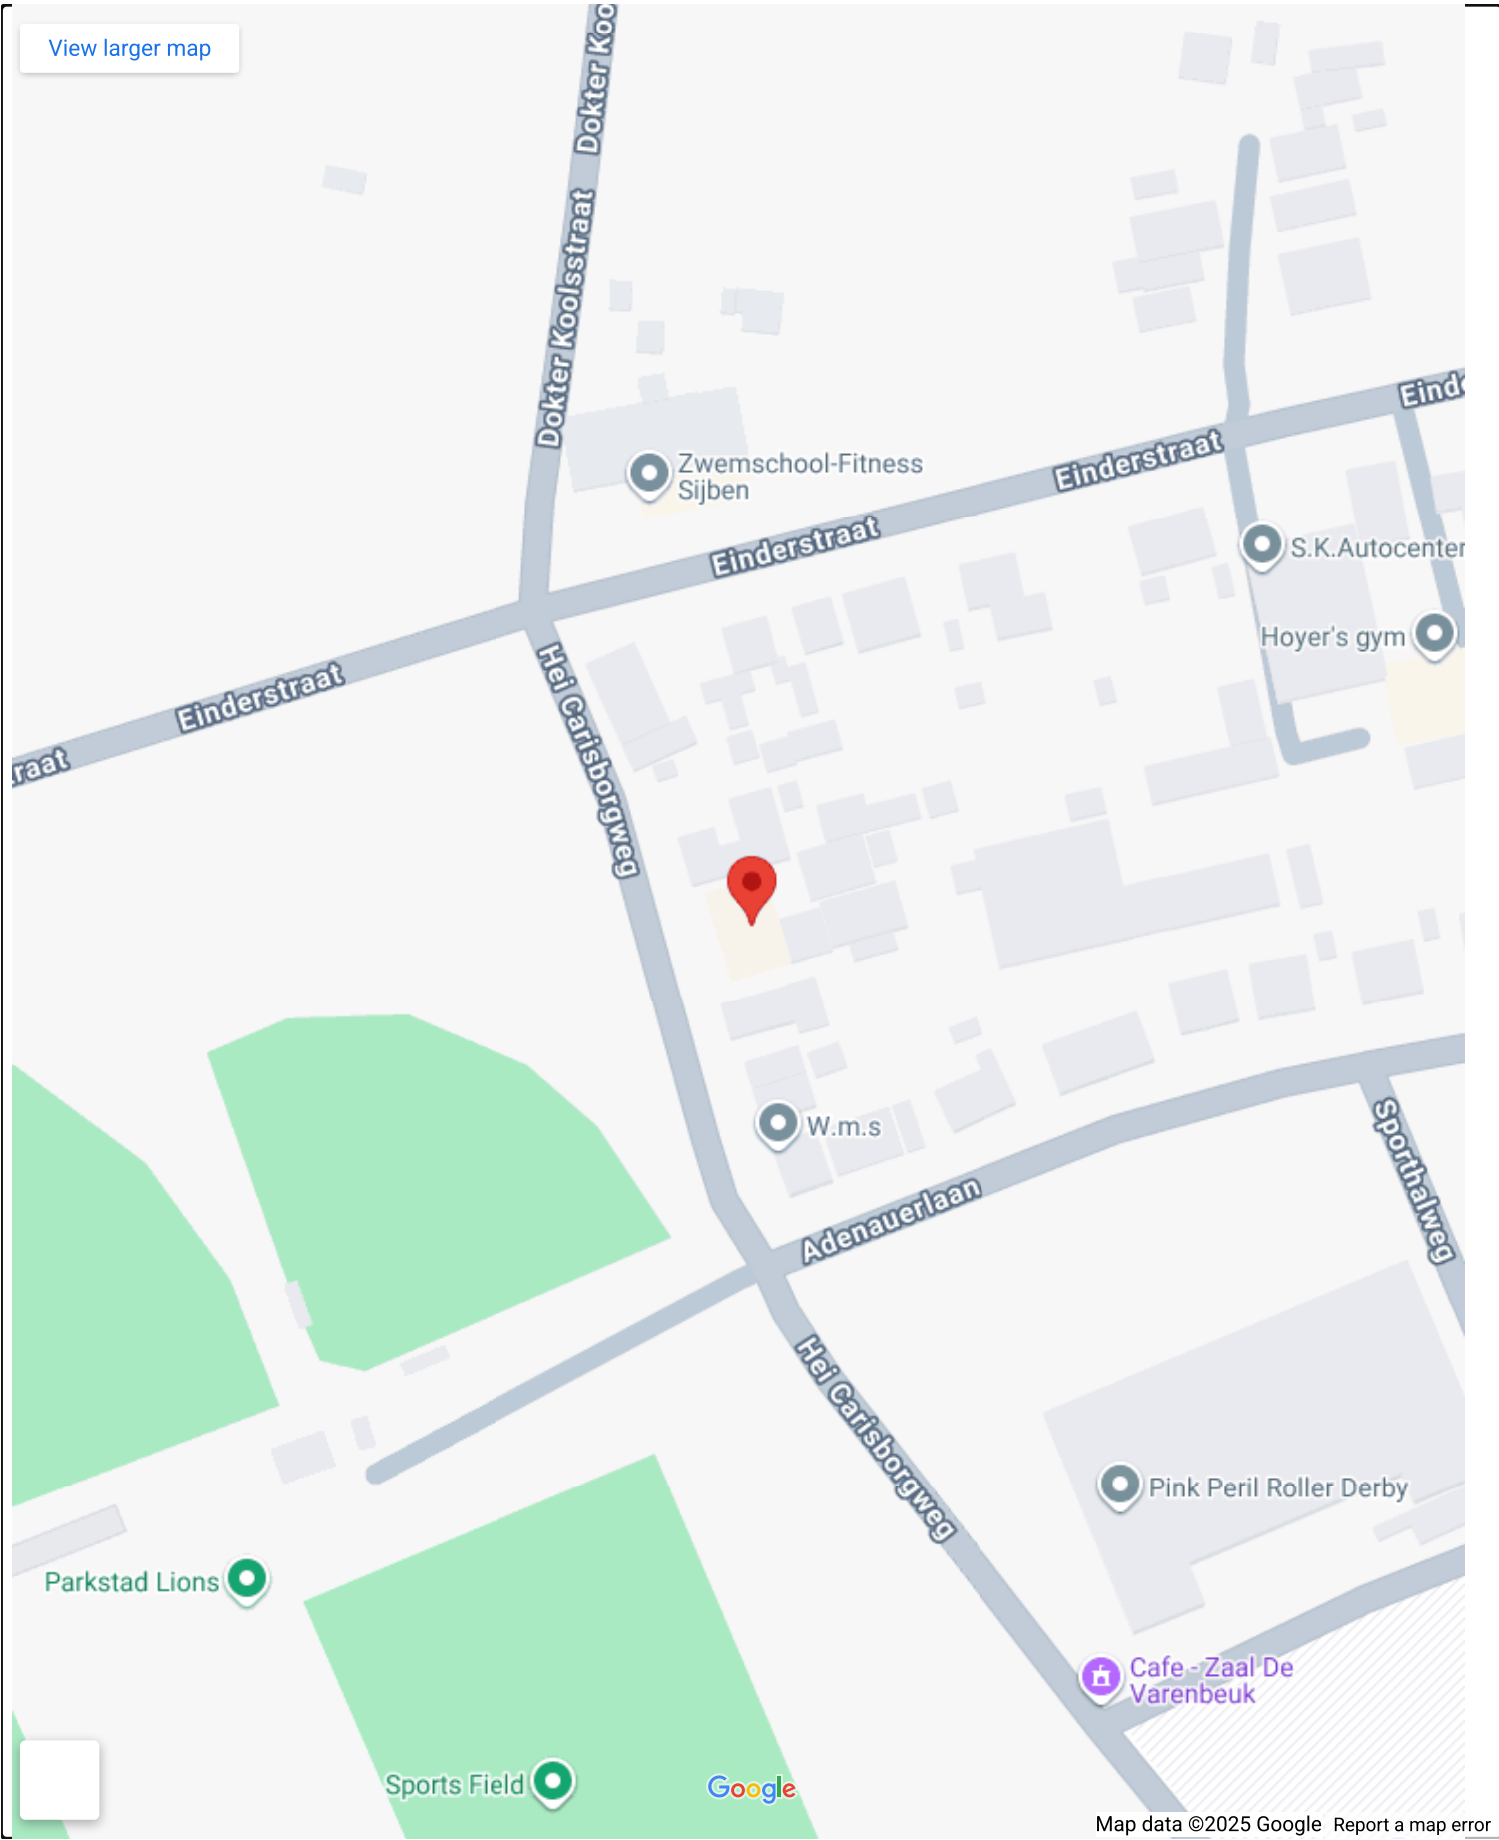 View larger map
Dokter Koo
Dokter Koolsstraat
Einde
Einderstraat
Zwemschool-Fitness
Sijben
Einderstraat
S.K.Autocenter
Hoyer's gym
Einderstraat
Hei Carisborgweg
raat
W.m.s
Sporthalweg
Adenauerlaan
Hei Carisborgweg
Pink Peril Roller Derby
Parkstad Lions
Cafe - Zaal De
Varenbeuk
Sports Field
Google
Map data ©2025 Google
Report a map error